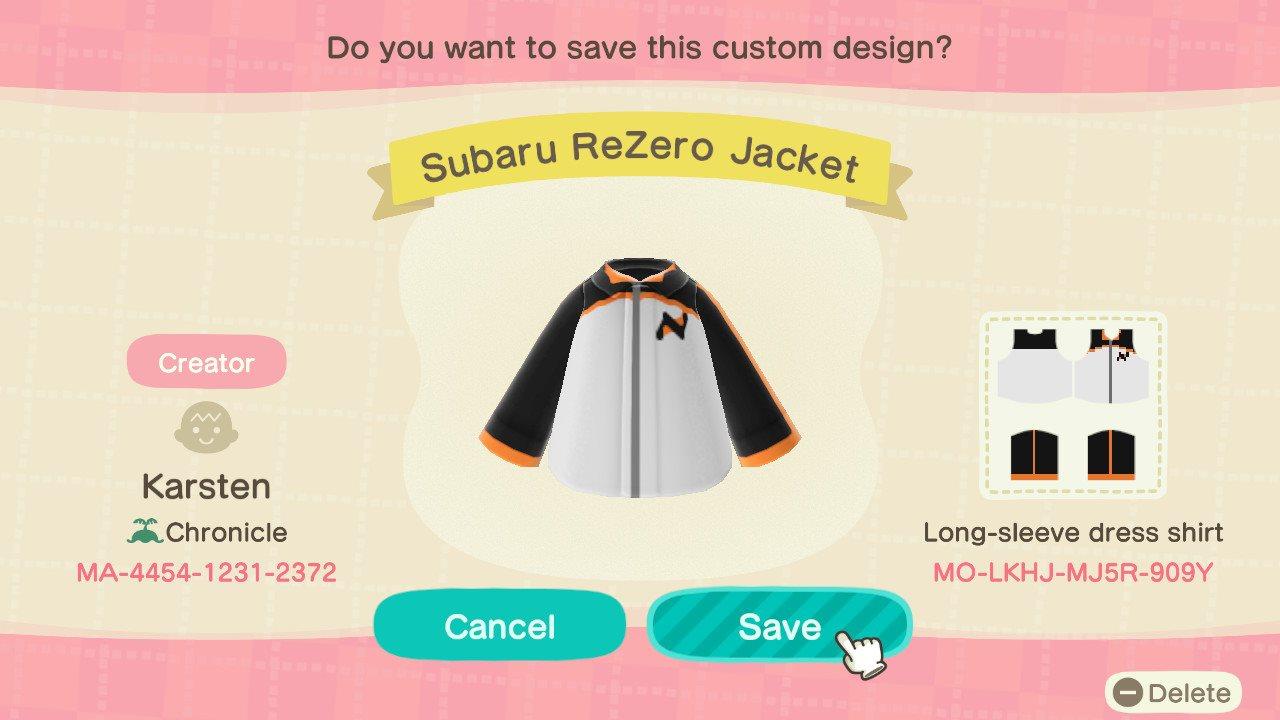 Do you want to save this custom design?
Subaru ReZero Jacket
N
Creator
Karsten
Chronicle
MA-4454-1231-2372
Long-sleeve dress shirt
MO-LKHJ-MJ5R-909Y
Cancel
Save
Delete